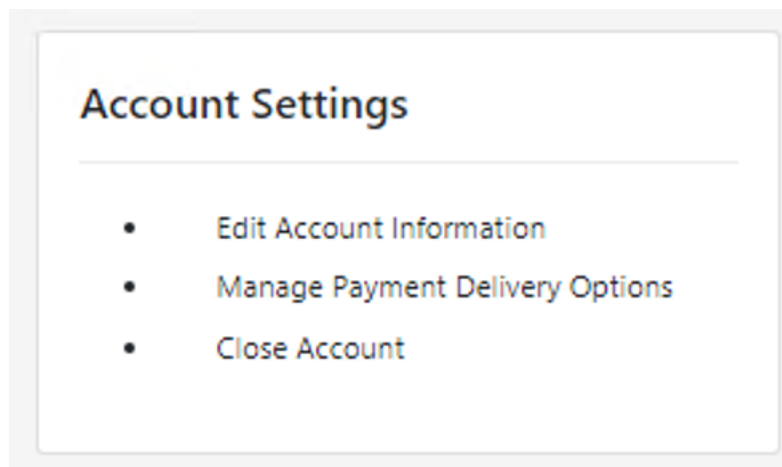 Account Settings
• Edit Account Information
• Manage Payment Delivery Options
• Close Account